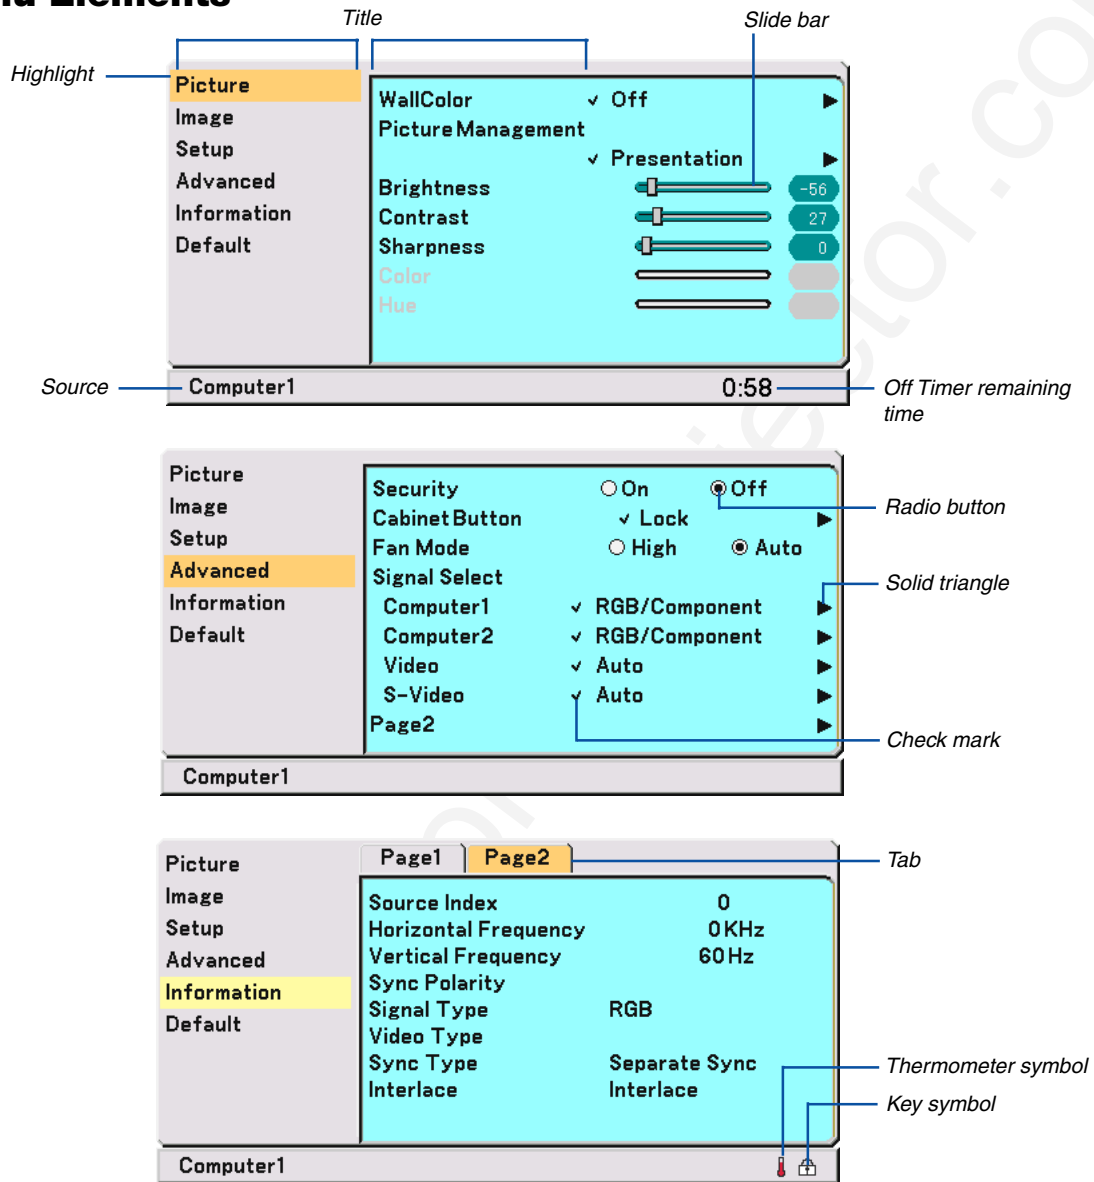 Title
Slide bar
Highlight
Picture
Image
Setup
Advanced
Information
Default
WallColor ✓ Off ▶
Picture Management
✓ Presentation ▶
Brightness -56
Contrast 27
Sharpness 0
Color
Hue
Source
Computer1 0:58
Off Timer remaining
time
Picture
Image
Setup
Advanced
Information
Default
Security On Off
Cabinet Button ✓ Lock ▶
Fan Mode High Auto
Signal Select
Computer1 ✓ RGB/Component ▶
Computer2 ✓ RGB/Component ▶
Video ✓ Auto ▶
S-Video ✓ Auto ▶
Page2 ▶
Radio button
Solid triangle
Check mark
Computer1
Picture
Image
Setup
Advanced
Information
Default
Page1 Page2
Tab
Source Index 0
Horizontal Frequency 0KHz
Vertical Frequency 60Hz
Sync Polarity
Signal Type RGB
Video Type
Sync Type Separate Sync
Interlace Interlace
Thermometer symbol
Key symbol
Computer1